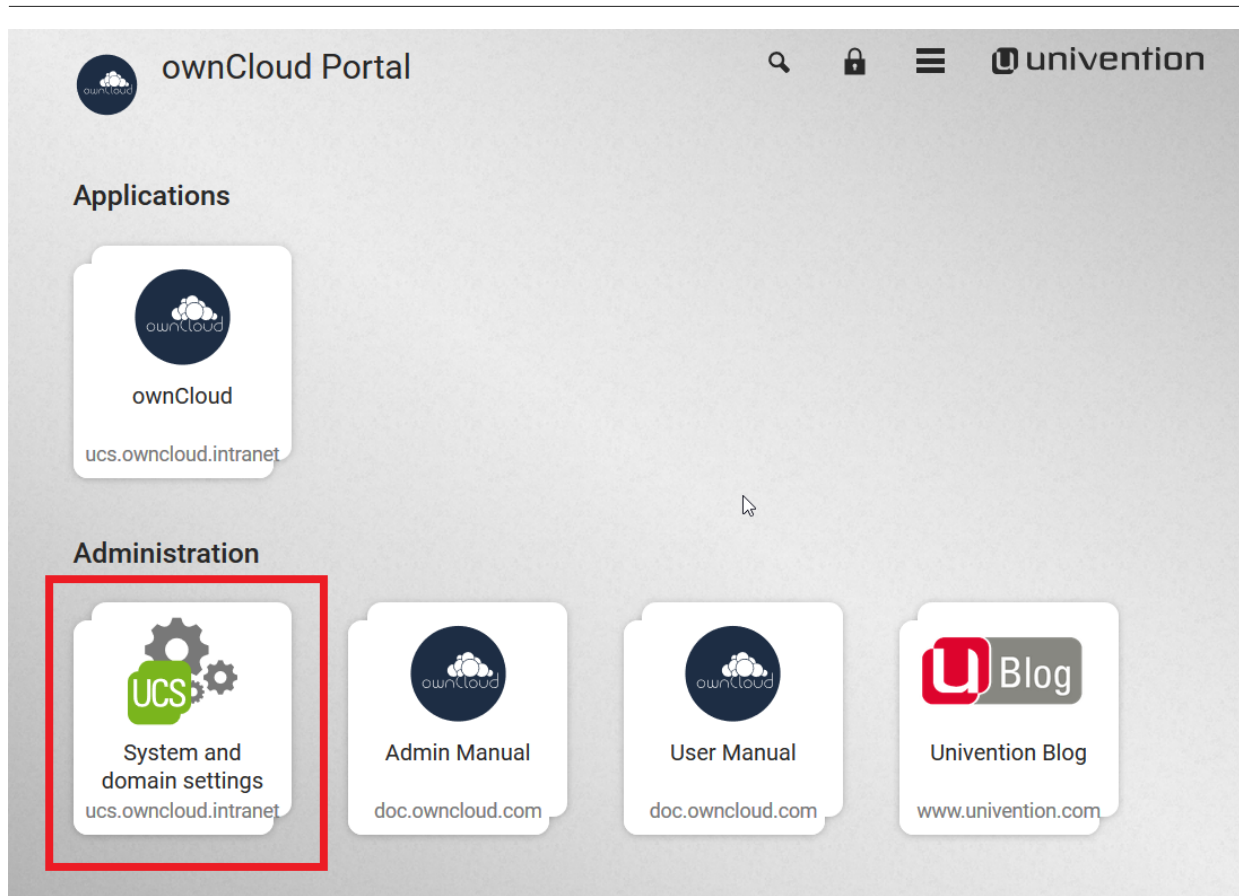 ownCloud
ownCloud Portal
univention
Applications
ownCloud
ownCloud
ucs.owncloud.intranet
Administration
UCS
System and
domain settings
ucs.owncloud.intranet
ownCloud
Admin Manual
doc.owncloud.com
ownCloud
User Manual
doc.owncloud.com
U Blog
Univention Blog
www.univention.com